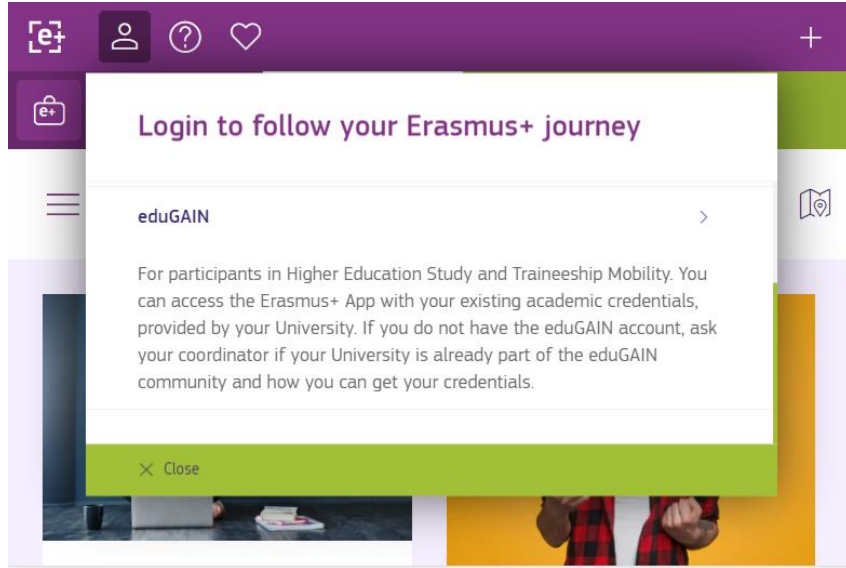 e+
e+
Login to follow your Erasmus+ journey
eduGAIN
For participants in Higher Education Study and Traineeship Mobility. You
can access the Erasmus+ App with your existing academic credentials,
provided by your University. If you do not have the eduGAIN account, ask
your coordinator if your University is already part of the eduGAIN
community and how you can get your credentials.
Close